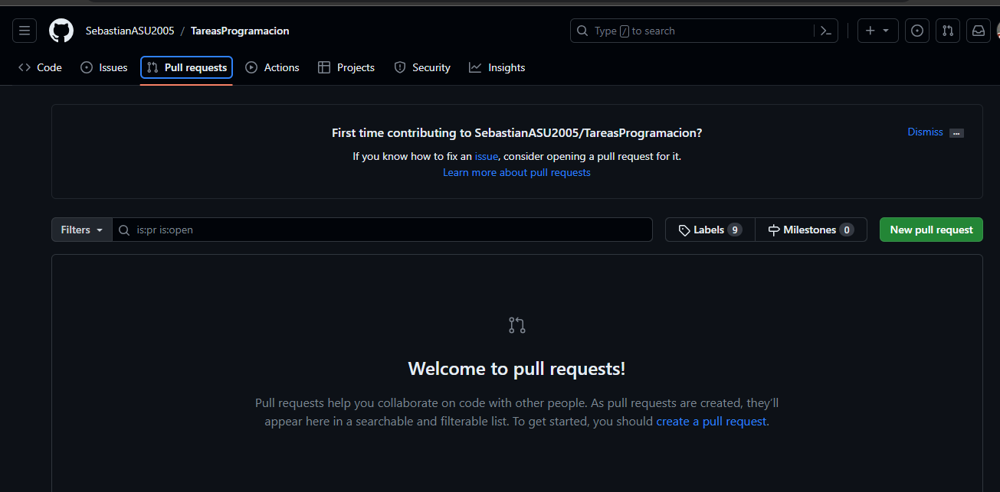 SebastianASU2005 / TareasProgramacion
Type / to search
Code Issues Pull requests Actions Projects Security Insights
First time contributing to SebastianASU2005/TareasProgramacion?
Dismiss ...
If you know how to fix an issue, consider opening a pull request for it.
Learn more about pull requests
Filters is:pr is:open Labels 9 Milestones 0 New pull request
Welcome to pull requests!
Pull requests help you collaborate on code with other people. As pull requests are created, they'll
appear here in a searchable and filterable list. To get started, you should create a pull request.